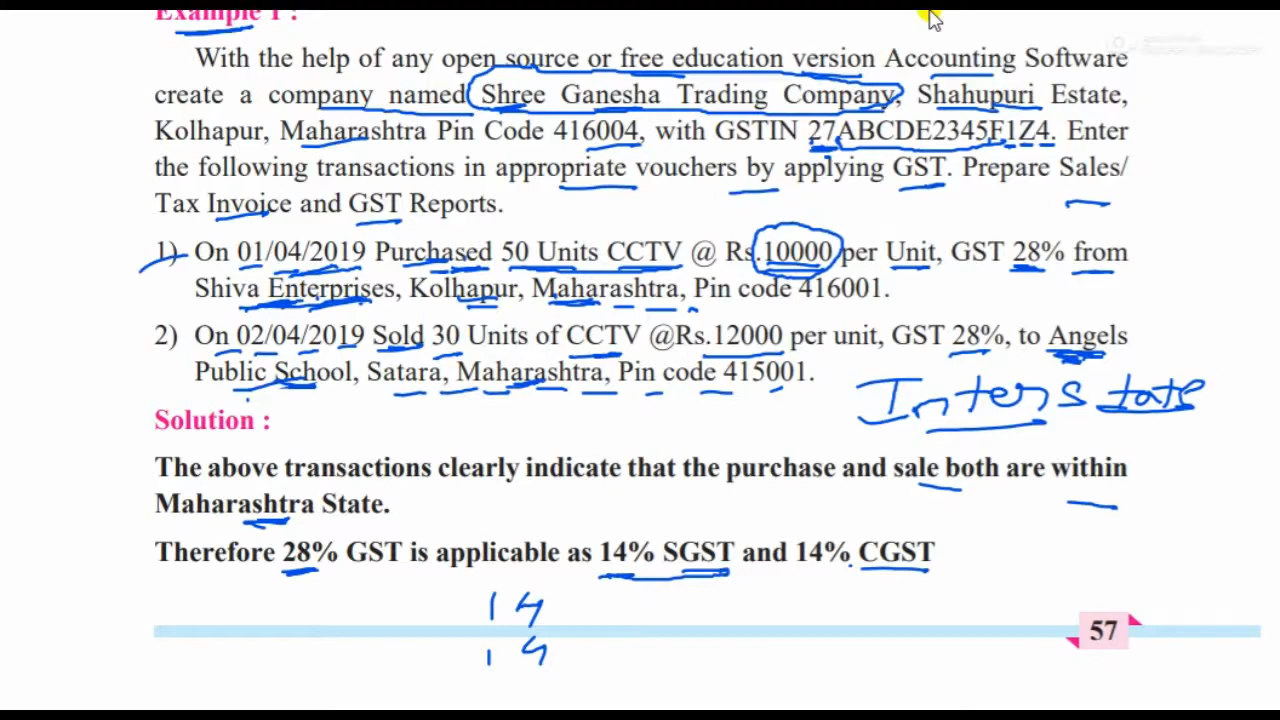 Example 1 :
With the help of any open source or free education version Accounting Software
create a company named Shree Ganesha Trading Company, Shahupuri Estate,
Kolhapur, Maharashtra Pin Code 416004, with GSTIN 27ABCDE2345F1Z4. Enter
the following transactions in appropriate vouchers by applying GST. Prepare Sales/
Tax Invoice and GST Reports.
1) On 01/04/2019 Purchased 50 Units CCTV @ Rs.10000 per Unit, GST 28% from
Shiva Enterprises, Kolhapur, Maharashtra, Pin code 416001.
2) On 02/04/2019 Sold 30 Units of CCTV @Rs.12000 per unit, GST 28%, to Angels
Public School, Satara, Maharashtra, Pin code 415001.
Interstate
Solution :
The above transactions clearly indicate that the purchase and sale both are within
Maharashtra State.
Therefore 28% GST is applicable as 14% SGST and 14% CGST
14
14
57